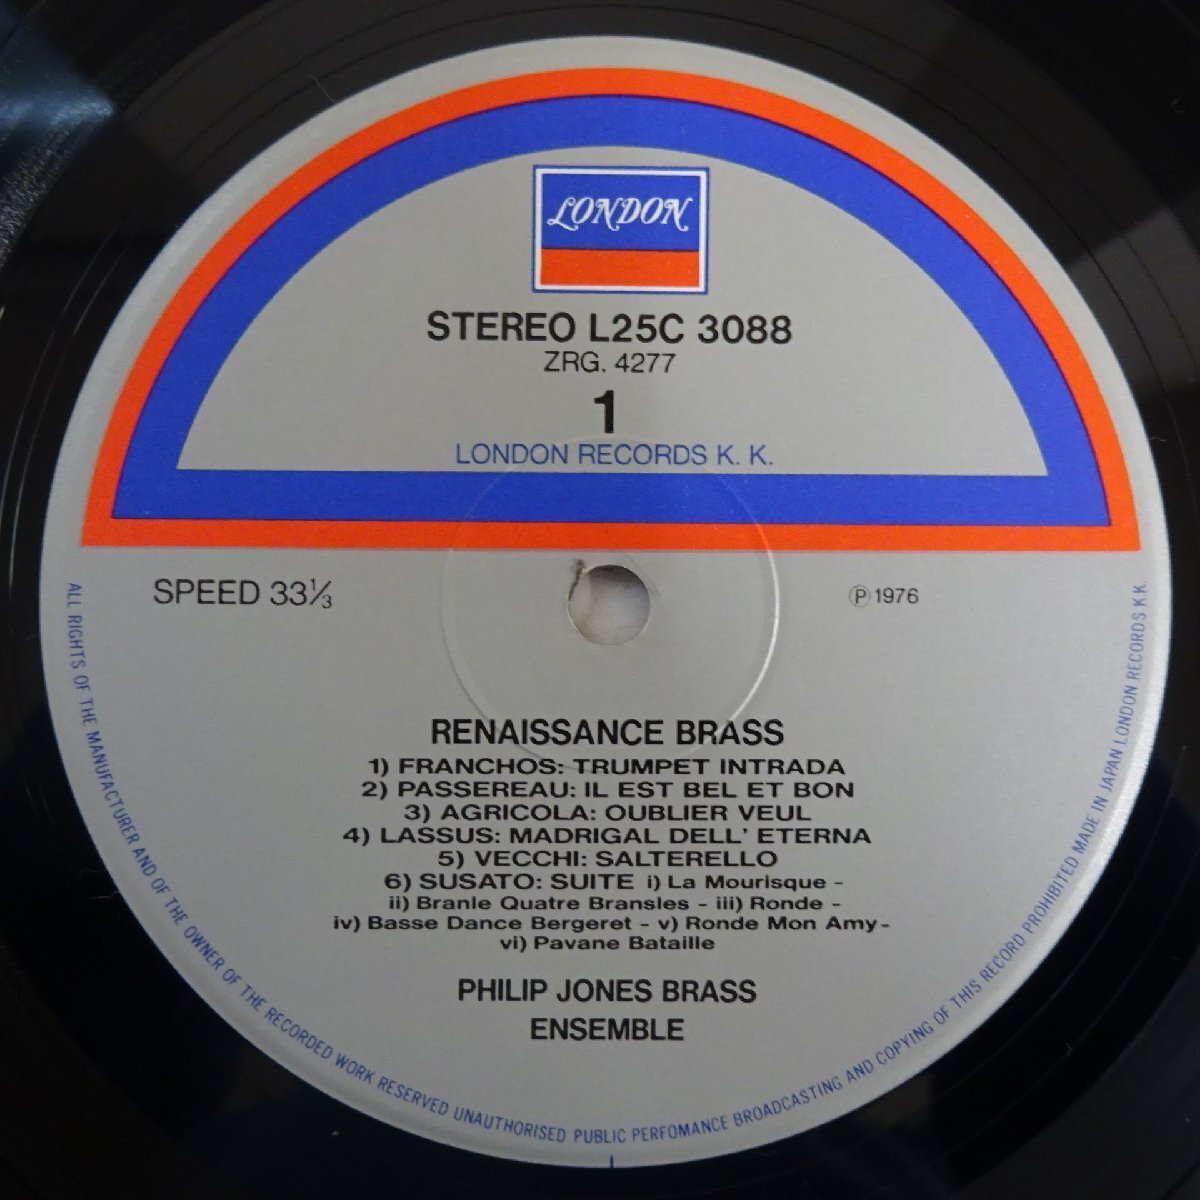 LONDON
STEREO L25C 3088
ZRG. 4277
1
LONDON RECORDS K. K.
SPEED 33⅓
Ⓟ 1976
RENAISSANCE BRASS
1) FRANCHOS: TRUMPET INTRADA
2) PASSEREAU: IL EST BEL ET BON
3) AGRICOLA: OUBLIER VEUL
4) LASSUS: MADRIGAL DELL' ETERNA
5) VECCHI: SALTERELLO
6) SUSATO: SUITE i) La Mourisque -
ii) Branle Quatre Bransles - iii) Ronde -
iv) Basse Dance Bergeret - v) Ronde Mon Amy -
vi) Pavane Bataille
PHILIP JONES BRASS
ENSEMBLE
ALL RIGHTS OF THE MANUFACTURER AND OF THE OWNER OF THE RECORDED WORK RESERVED UNAUTHORISED PUBLIC PERFOMANCE BROADCASTING AND COPYING OF THIS RECORD PROHIBITED MADE IN JAPAN LONDON RECORDS K.K.